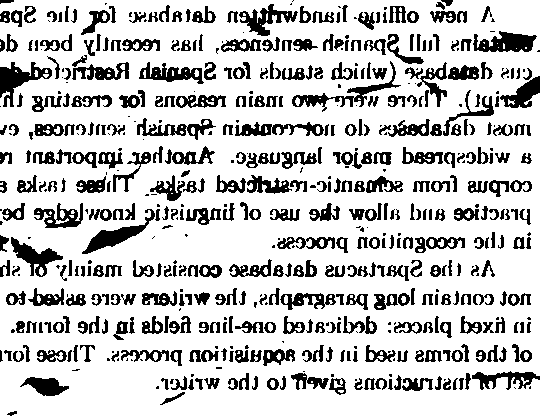 A new offline handwritten database for the Spa
contains full Spanish sentences, has recently been de
cus database (which stands for Spanish Restricted d
Script). There were two main reasons for creating th
most databases do not contain Spanish sentences, ev
a widespread major language. Another important re
corpus from semantic-restricted tasks. These tasks a
practice and allow the use of linguistic knowledge be
in the recognition process.
As the Spartacus database consisted mainly of sh
not contain long paragraphs, the writers were asked to
in fixed places: dedicated one-line fields in the forms.
of the forms used in the acquisition process. These for
set of instructions given to the writer.